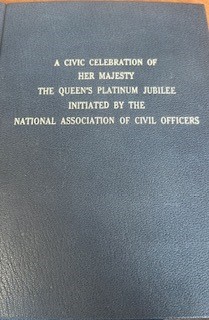 A CIVIC CELEBRATION OF
HER MAJESTY
THE QUEEN'S PLATINUM JUBILEE
INITIATED BY THE
NATIONAL ASSOCIATION OF CIVIL OFFICERS